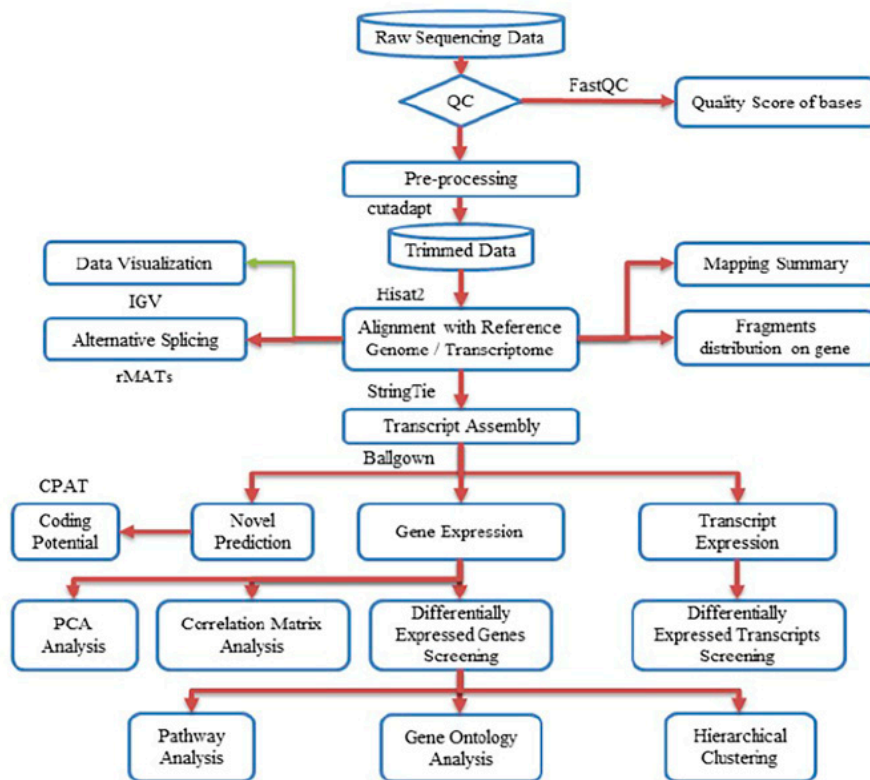 Raw Sequencing Data
FastQC
QC
Quality Score of bases
Pre-processing
cutadapt
Trimmed Data
Data Visualization
Mapping Summary
IGV
Hisat2
Alternative Splicing
Alignment with Reference
Genome / Transcriptome
Fragments
distribution on gene
rMATs
StringTie
Transcript Assembly
Ballgown
CPAT
Coding
Potential
Novel
Prediction
Gene Expression
Transcript
Expression
PCA
Analysis
Correlation Matrix
Analysis
Differentially
Expressed Genes
Screening
Differentially
Expressed Transcripts
Screening
Pathway
Analysis
Gene Ontology
Analysis
Hierarchical
Clustering